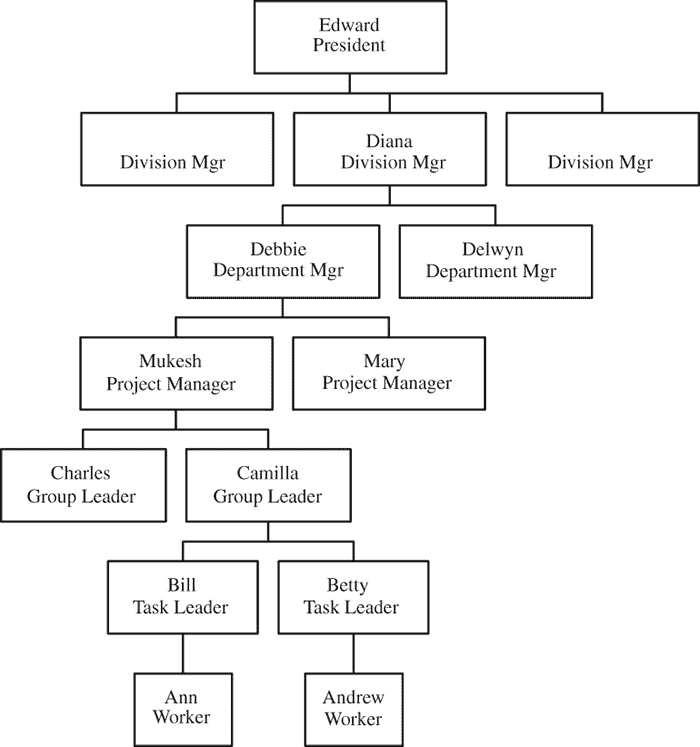 Edward
President
Division Mgr
Diana
Division Mgr
Division Mgr
Debbie
Department Mgr
Delwyn
Department Mgr
Mukesh
Project Manager
Mary
Project Manager
Charles
Group Leader
Camilla
Group Leader
Bill
Task Leader
Betty
Task Leader
Ann
Worker
Andrew
Worker